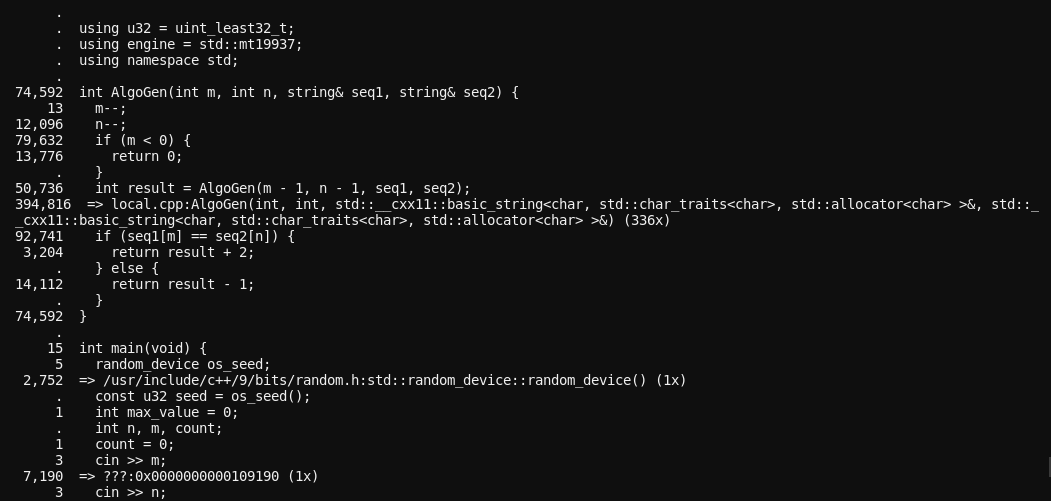 .
. using u32 = uint_least32_t;
. using engine = std::mt19937;
. using namespace std;
.
74,592 int AlgoGen(int m, int n, string& seq1, string& seq2) {
13 m--;
12,096 n--;
79,632 if (m < 0) {
13,776 return 0;
. }
50,736 int result = AlgoGen(m - 1, n - 1, seq1, seq2);
394,816 => local.cpp:AlgoGen(int, int, std::__cxx11::basic_string<char, std::char_traits<char>, std::allocator<char> >&, std::_
_cxx11::basic_string<char, std::char_traits<char>, std::allocator<char> >&) (336x)
92,741 if (seq1[m] == seq2[n]) {
3,204 return result + 2;
. } else {
14,112 return result - 1;
. }
74,592 }
.
15 int main(void) {
5 random_device os_seed;
2,752 => /usr/include/c++/9/bits/random.h:std::random_device::random_device() (1x)
. const u32 seed = os_seed();
1 int max_value = 0;
. int n, m, count;
1 count = 0;
3 cin >> m;
7,190 => ???:0x0000000000109190 (1x)
3 cin >> n;